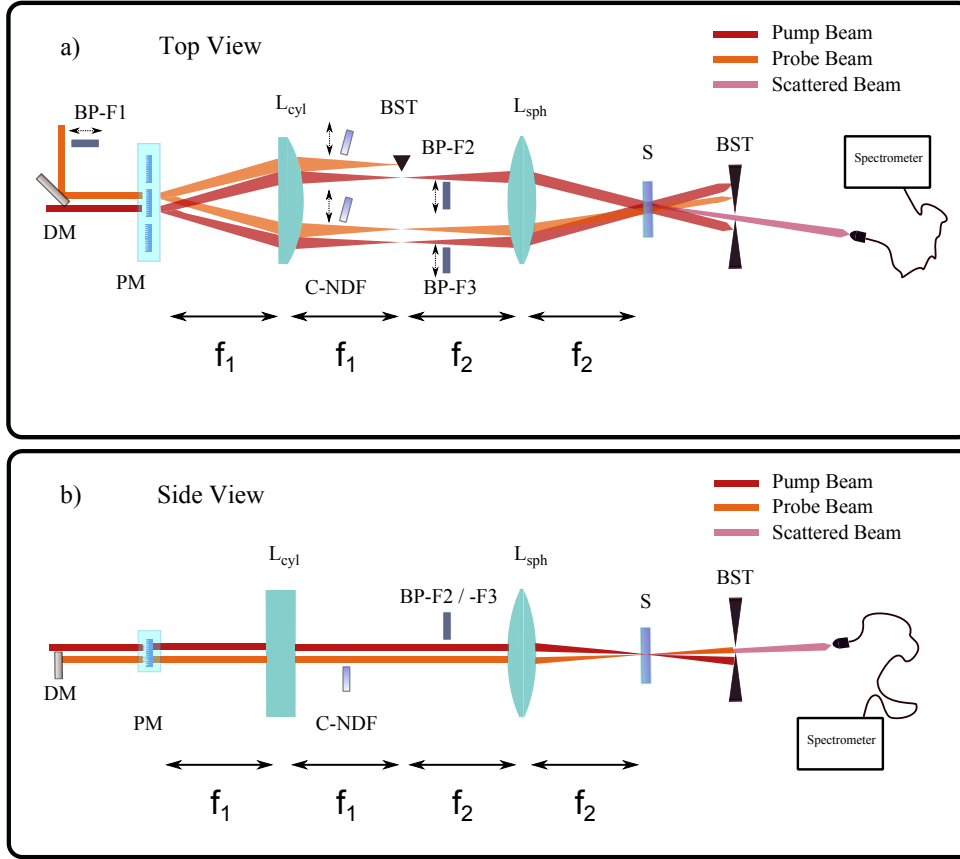 a) Top View
Pump Beam
Probe Beam
Scattered Beam
BP-F1
L_cyl
BST
L_sph
BP-F2
S
BST
Spectrometer
DM
PM
C-NDF
BP-F3
f_1
f_1
f_2
f_2
b) Side View
Pump Beam
Probe Beam
Scattered Beam
L_cyl
L_sph
BST
BP-F2 / -F3
S
DM
PM
C-NDF
Spectrometer
f_1
f_1
f_2
f_2